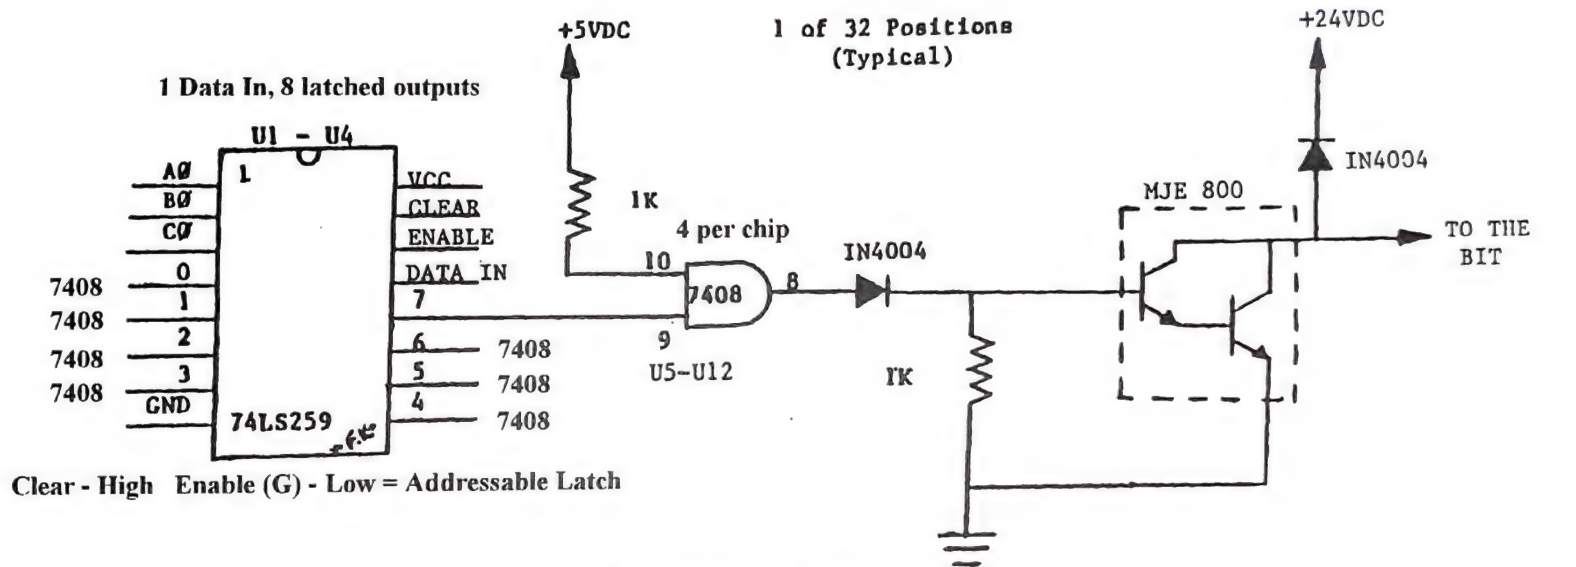 +5VDC
1 of 32 Positions
(Typical)
+24VDC
1 Data In, 8 latched outputs
U1 - U4
1
AØ
BØ
CØ
0
1
2
3
GND
7408
7408
7408
7408
VCC
CLEAR
ENABLE
DATA IN
7
6
5
4
7408
7408
7408
74LS259
1K
4 per chip
10
7408
8
9
U5-U12
IN4004
1K
MJE 800
IN4004
TO THE
BIT
Clear - High Enable (G) - Low = Addressable Latch